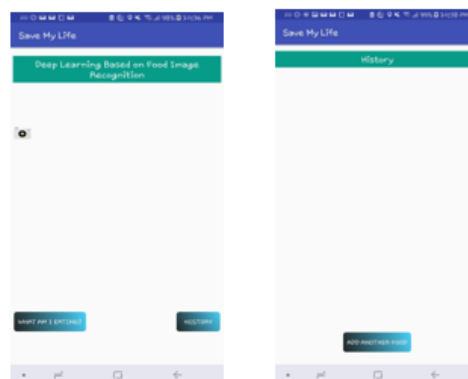 98%
Save My Life
Deep Learning Based on Food Image
Recognition
WHAT AM I EATING?
HISTORY
Save My Life
History
ADD ANOTHER FOOD